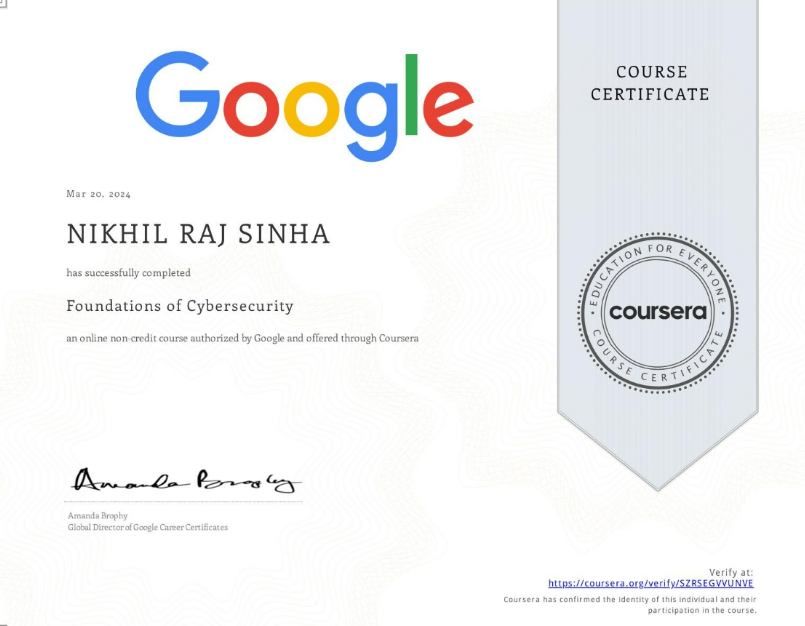 Google
COURSE
CERTIFICATE
Mar 20, 2024
NIKHIL RAJ SINHA
has successfully completed
Foundations of Cybersecurity
an online non-credit course authorized by Google and offered through Coursera
EDUCATION FOR EVERYONE
coursera
COURSE CERTIFICATE
Amanda Brophy
Amanda Brophy
Global Director of Google Career Certificates
Verify at:
https://coursera.org/verify/SZRSEGVVUNVE
Coursera has confirmed the identity of this individual and their
participation in the course.